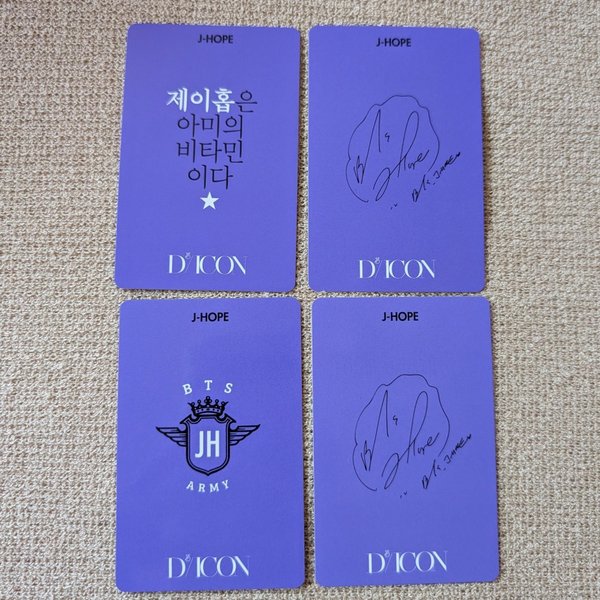 J-HOPE
제이홉은
아미의
비타민
이다
D'ICON
J-HOPE
D'ICON
J-HOPE
BTS
JH
ARMY
D'ICON
J-HOPE
D'ICON